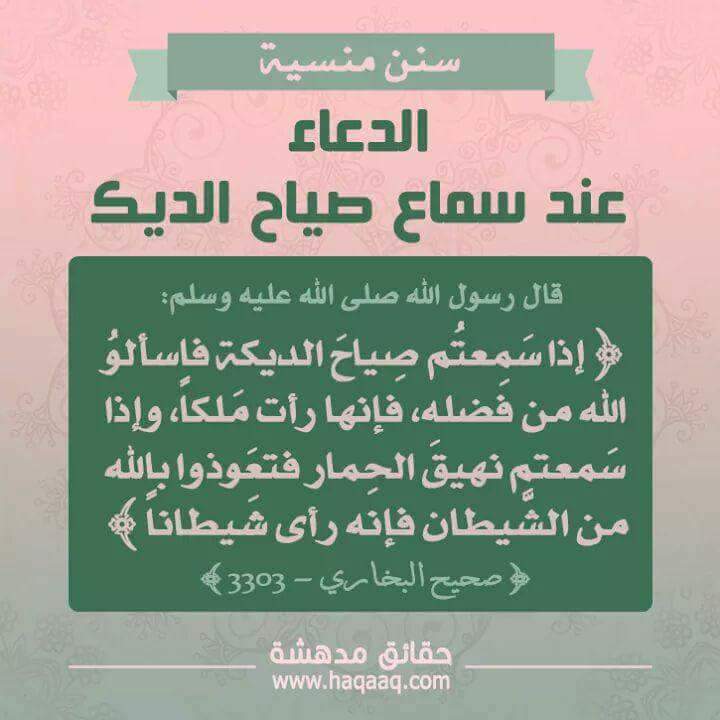 سنن منسية
الدعاء
عند سماع صياح الديك
قال رسول الله صلى الله عليه وسلم:
﴿ إذا سَمعتُم صِياحَ الديكة فاسألوُ
الله من فَضله، فإنها رأت مَلكاً، وإذا
سَمعتم نهيقَ الحِمار فتعَوذوا بالله
من الشَّيطان فإنه رأى شَيطاناً ﴾
﴿ صحيح البخاري – 3303 ﴾
حقائق مدهشة
www.haqaaq.com